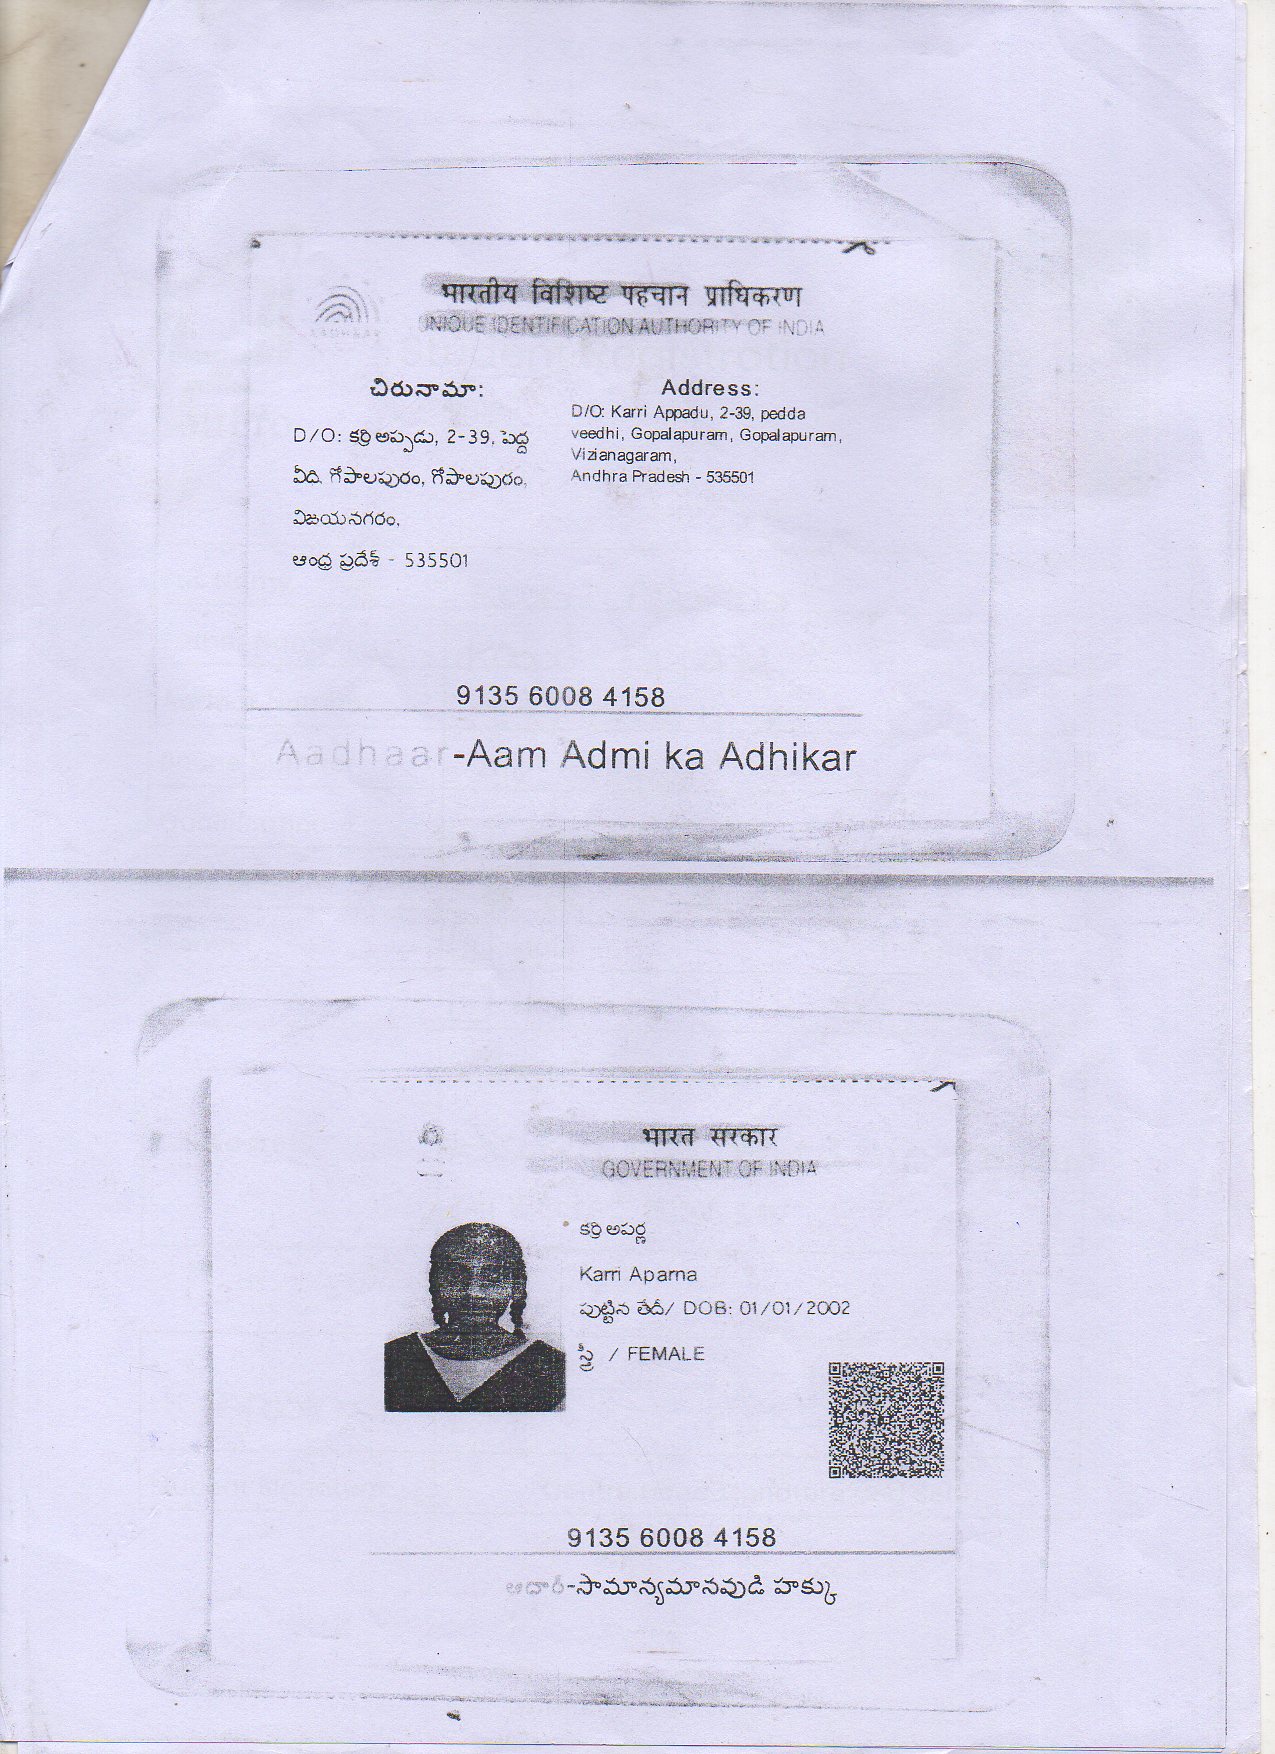 भारतीय विशिष्ट पहचान प्राधिकरण
UNIQUE IDENTIFICATION AUTHORITY OF INDIA
AADHAAR
చిరునామా:
D/O: కర్రి అప్పడు, 2-39, పెద్ద
వీది, గోపాలపురం, గోపాలపురం,
విజయనగరం,
ఆంధ్ర ప్రదేశ్ - 535501
Address:
D/O: Karri Appadu, 2-39, pedda
veedhi, Gopalapuram, Gopalapuram,
Vizianagaram,
Andhra Pradesh - 535501
9135 6008 4158
Aadhaar-Aam Admi ka Adhikar
भारत सरकार
GOVERNMENT OF INDIA
కర్రి అపర్ణ
Karri Aparna
పుట్టిన తేదీ/ DOB: 01/01/2002
స్త్రీ / FEMALE
9135 6008 4158
ఆధార్-సామాన్యమానవుడి హక్కు